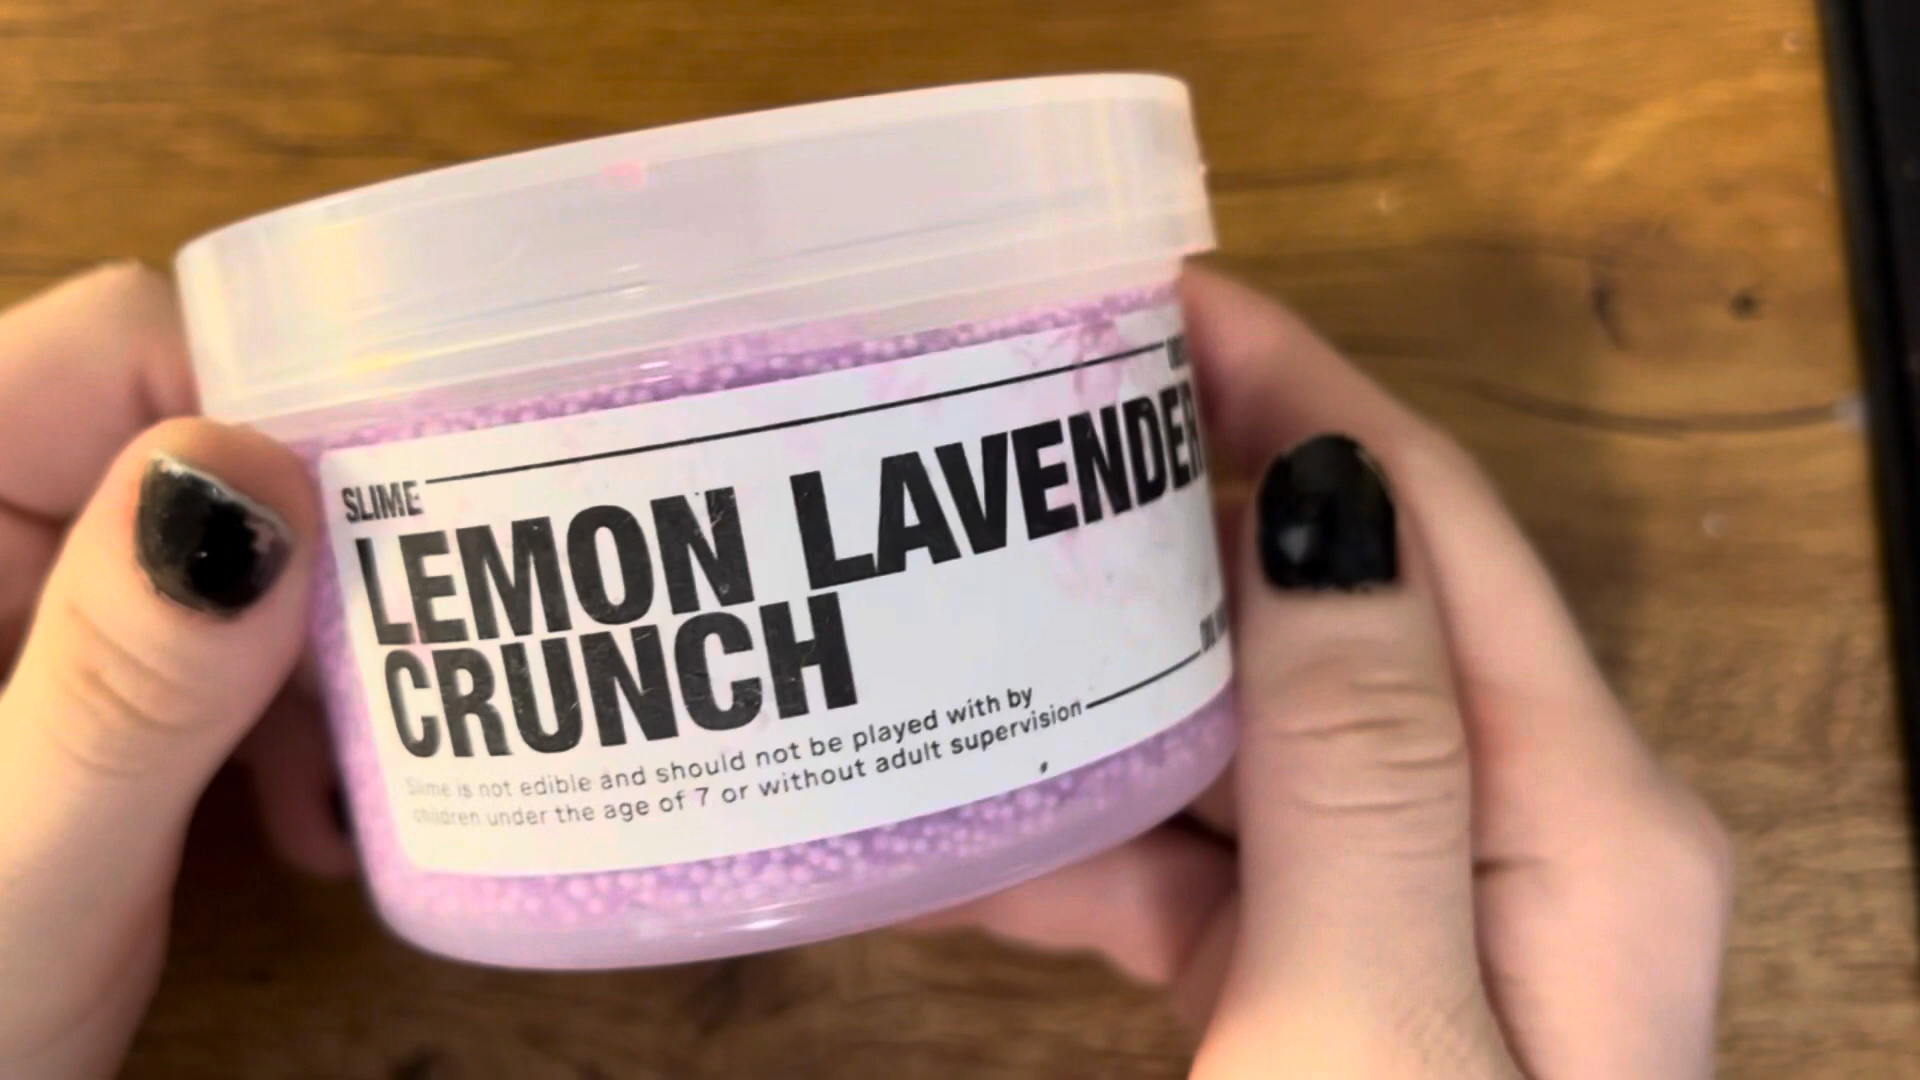 SLIME
LEMON LAVENDER
CRUNCH
Slime is not edible and should not be played with by
children under the age of 7 or without adult supervision